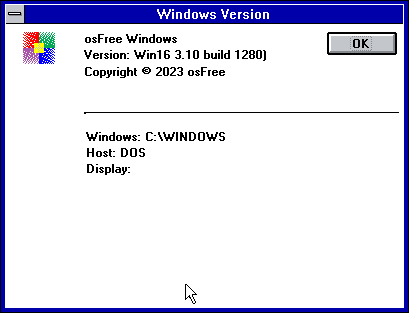 Windows Version
osFree Windows
OK
Version: Win16 3.10 build 1280)
Copyright © 2023 osFree
Windows: C:\WINDOWS
Host: DOS
Display: